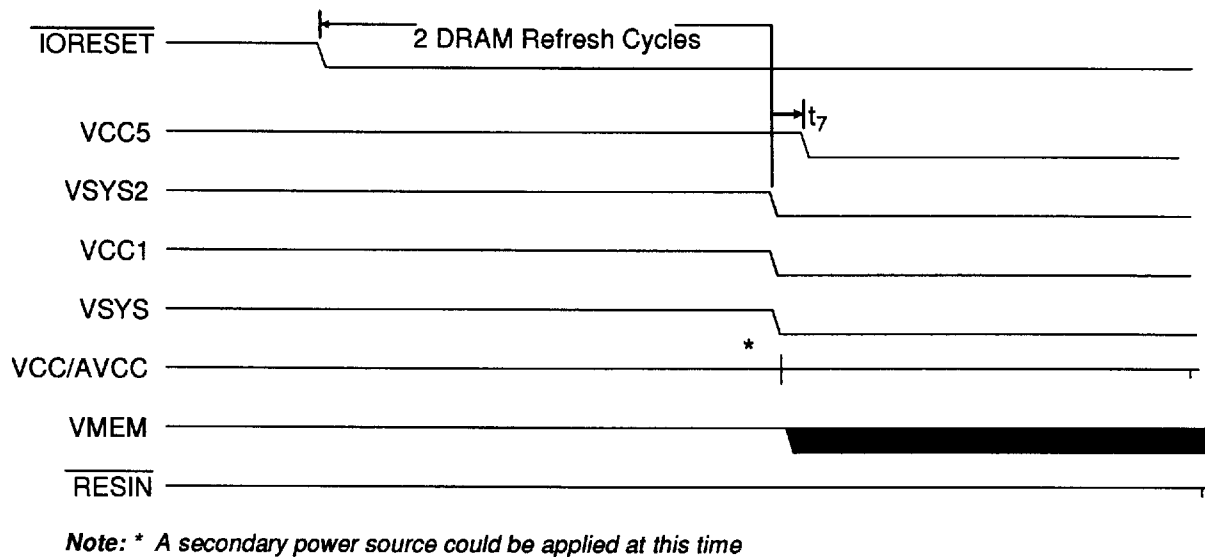 IORESET
2 DRAM Refresh Cycles
t7
VCC5
VSYS2
VCC1
VSYS
*
VCC/AVCC
VMEM
RESIN
Note: * A secondary power source could be applied at this time